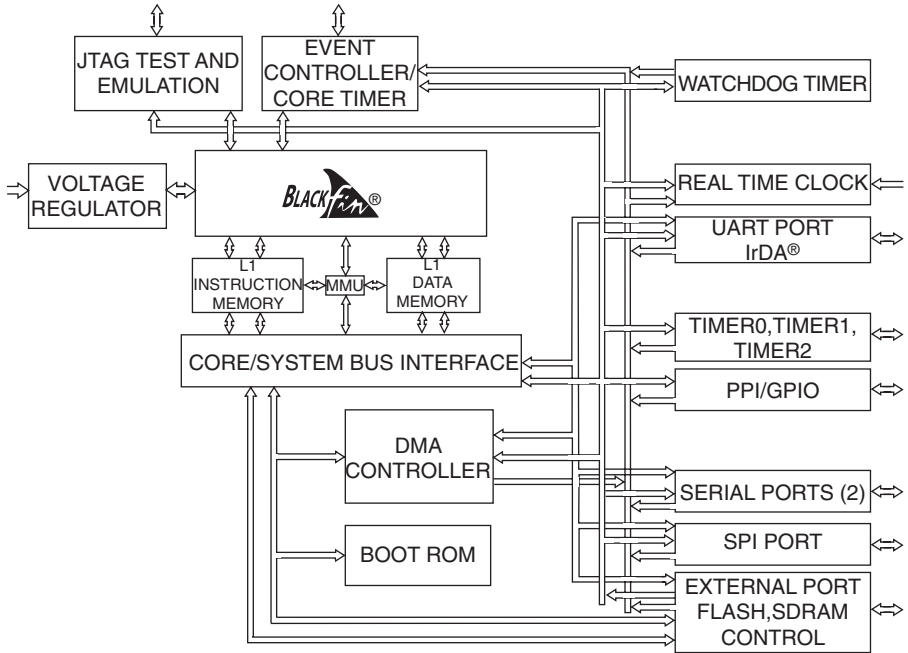 JTAG TEST AND
EMULATION
EVENT
CONTROLLER/
CORE TIMER
WATCHDOG TIMER
VOLTAGE
REGULATOR
BLACKfin®
REAL TIME CLOCK
UART PORT
IrDA®
L1
INSTRUCTION
MEMORY
MMU
L1
DATA
MEMORY
TIMER0,TIMER1,
TIMER2
CORE/SYSTEM BUS INTERFACE
PPI/GPIO
DMA
CONTROLLER
SERIAL PORTS (2)
SPI PORT
BOOT ROM
EXTERNAL PORT
FLASH,SDRAM
CONTROL